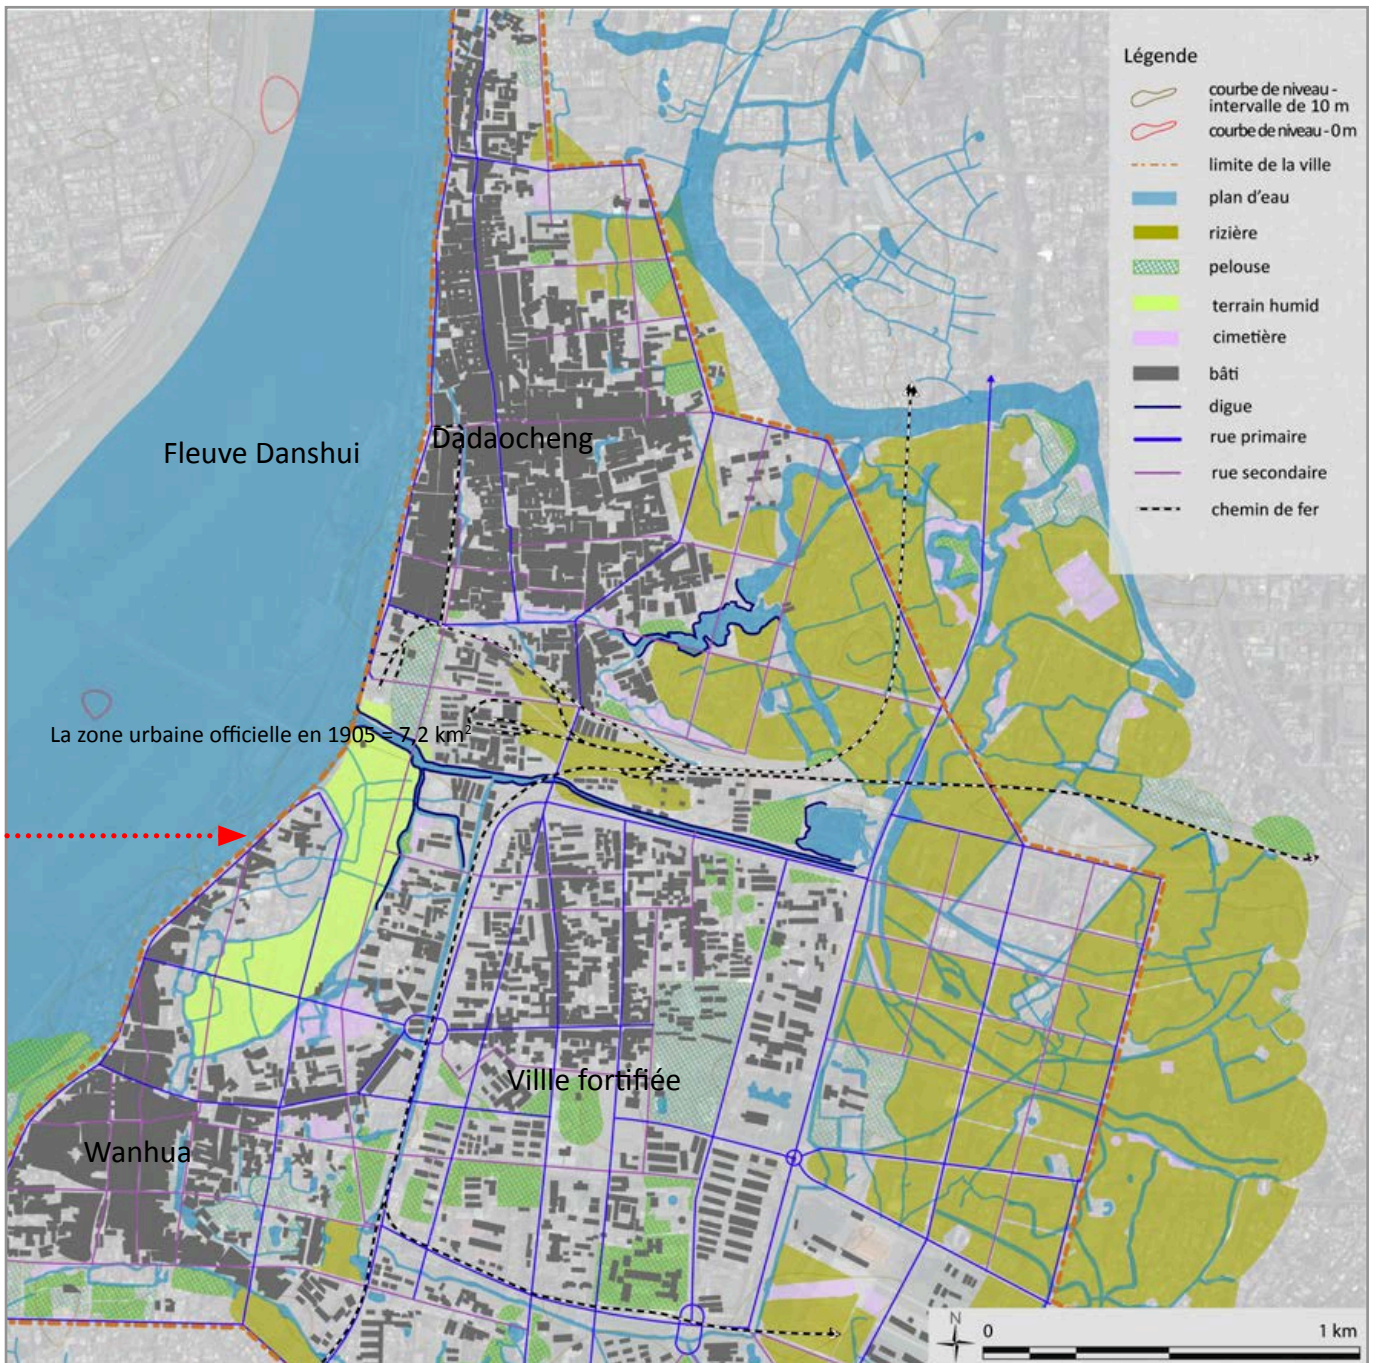 Légende
courbe de niveau -
intervalle de 10 m
courbe de niveau - 0 m
limite de la ville
plan d'eau
rizière
pelouse
terrain humid
cimetière
bâti
digue
rue primaire
rue secondaire
chemin de fer
Fleuve Danshui
Dadaocheng
La zone urbaine officielle en 1905 = 7,2 km²
Villle fortifiée
Wanhua
N
0 1 km